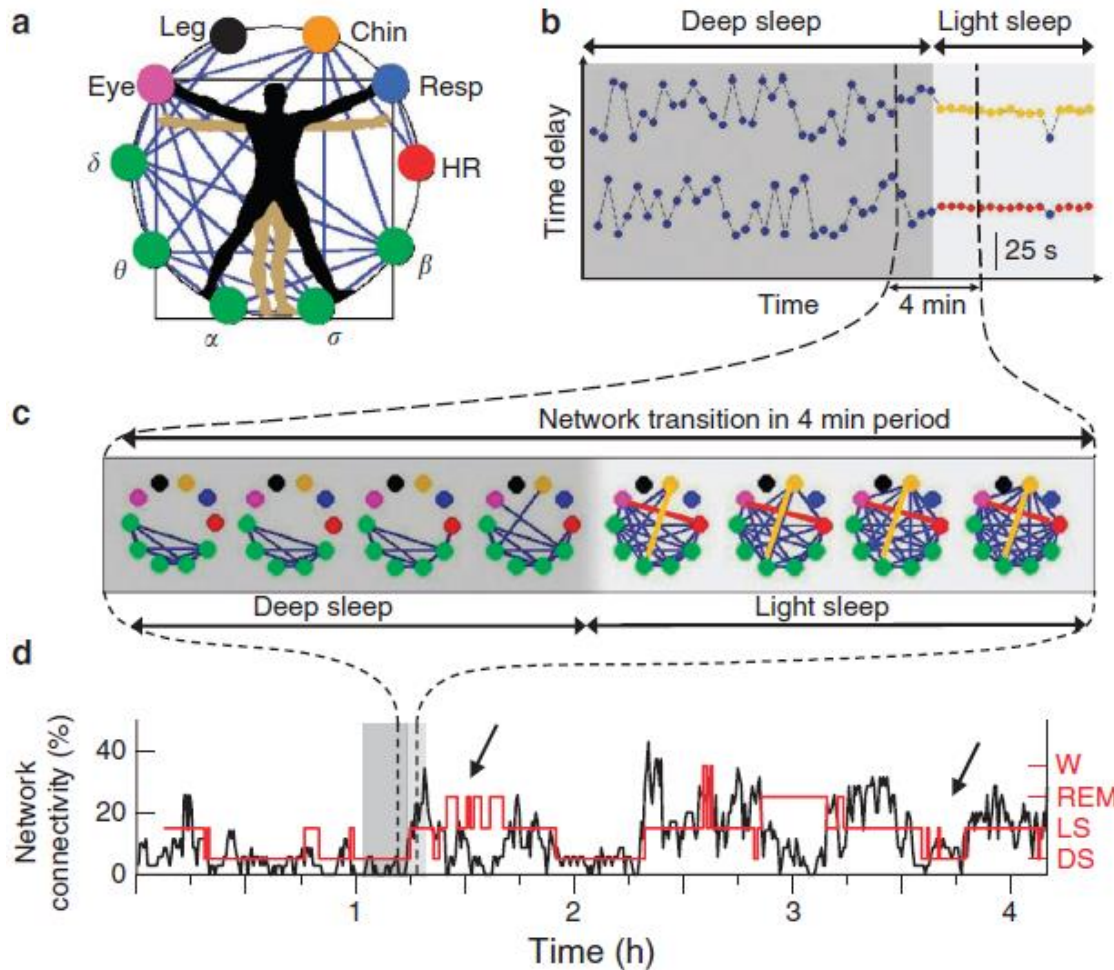 a
Leg
Chin
Eye
Resp
δ
HR
θ
β
α
σ
b
Deep sleep
Light sleep
Time delay
25 s
Time
4 min
c
Network transition in 4 min period
Deep sleep
Light sleep
d
Network
connectivity (%)
40
20
0
W
REM
LS
DS
1
2
3
4
Time (h)